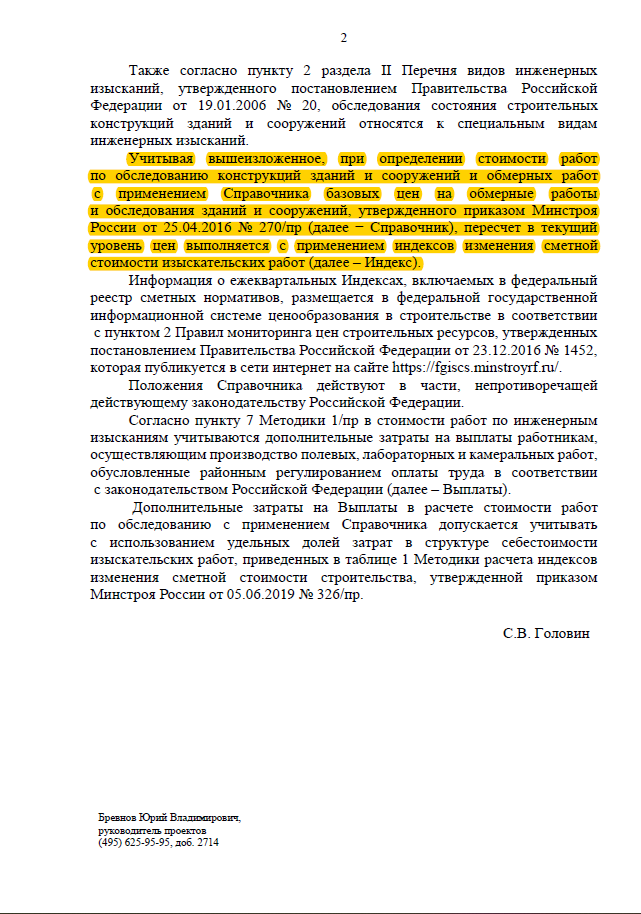 2
Также согласно пункту 2 раздела II Перечня видов инженерных
изысканий, утвержденного постановлением Правительства Российской
Федерации от 19.01.2006 № 20, обследования состояния строительных
конструкций зданий и сооружений относятся к специальным видам
инженерных изысканий.
Учитывая вышеизложенное, при определении стоимости работ
по обследованию конструкций зданий и сооружений и обмерных работ
с применением Справочника базовых цен на обмерные работы
и обследования зданий и сооружений, утвержденного приказом Минстроя
России от 25.04.2016 № 270/пр (далее – Справочник), пересчет в текущий
уровень цен выполняется с применением индексов изменения сметной
стоимости изыскательских работ (далее – Индекс).
Информация о ежеквартальных Индексах, включаемых в федеральный
реестр сметных нормативов, размещается в федеральной государственной
информационной системе ценообразования в строительстве в соответствии
с пунктом 2 Правил мониторинга цен строительных ресурсов, утвержденных
постановлением Правительства Российской Федерации от 23.12.2016 № 1452,
которая публикуется в сети интернет на сайте https://fgiscs.minstroyrf.ru/.
Положения Справочника действуют в части, непротиворечащей
действующему законодательству Российской Федерации.
Согласно пункту 7 Методики 1/пр в стоимости работ по инженерным
изысканиям учитываются дополнительные затраты на выплаты работникам,
осуществляющим производство полевых, лабораторных и камеральных работ,
обусловленные районным регулированием оплаты труда в соответствии
с законодательством Российской Федерации (далее – Выплаты).
Дополнительные затраты на Выплаты в расчете стоимости работ
по обследованию с применением Справочника допускается учитывать
с использованием удельных долей затрат в структуре себестоимости
изыскательских работ, приведенных в таблице 1 Методики расчета индексов
изменения сметной стоимости строительства, утвержденной приказом
Минстроя России от 05.06.2019 № 326/пр.
С.В. Головин
Бревнов Юрий Владимирович,
руководитель проектов
(495) 625-95-95, доб. 2714